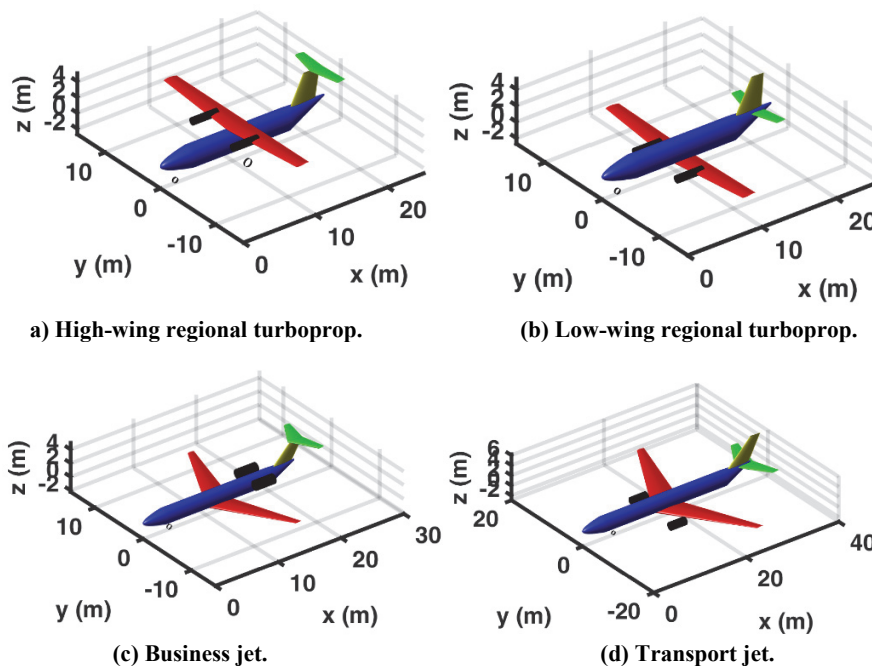 z (m)
4
2
0
-2
10
0
-10
y (m)
0
10
20
x (m)
a) High-wing regional turboprop.
z (m)
4
2
0
-2
10
0
-10
y (m)
0
10
20
x (m)
(b) Low-wing regional turboprop.
z (m)
4
2
0
-2
10
0
-10
y (m)
0
10
20
30
x (m)
(c) Business jet.
z (m)
6
4
2
0
-2
20
0
-20
y (m)
0
20
40
x (m)
(d) Transport jet.